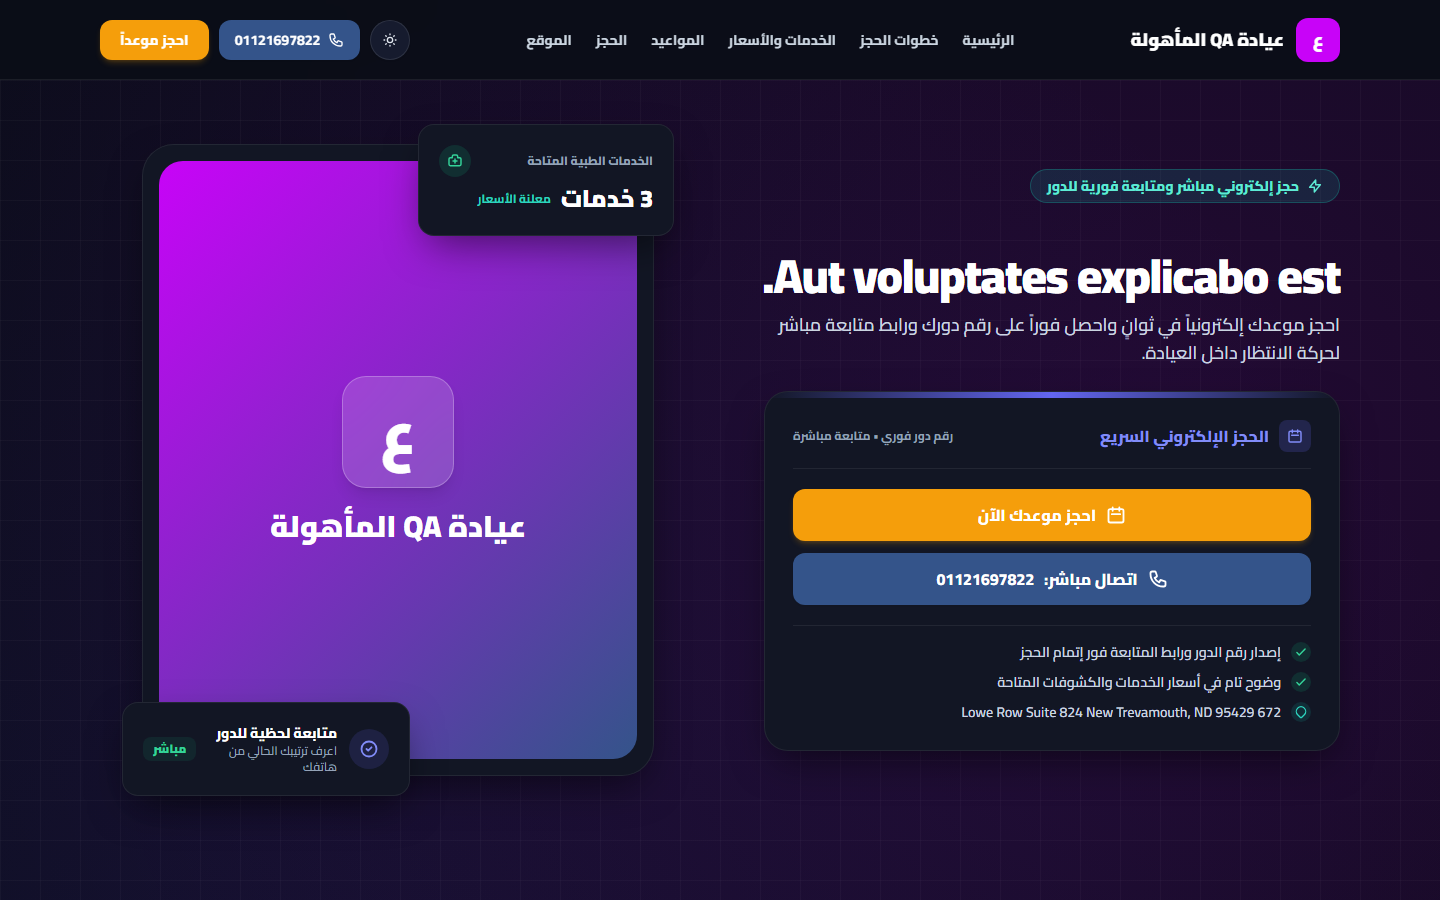 ع
عيادة QA المأهولة
الرئيسية
خطوات الحجز
الخدمات والأسعار
المواعيد
الحجز
الموقع
01121697822
احجز موعداً
حجز إلكتروني مباشر ومتابعة فورية للدور
Aut voluptates explicabo est.
احجز موعدك إلكترونياً في ثوانٍ واحصل فوراً على رقم دورك ورابط متابعة مباشر
لحركة الانتظار داخل العيادة.
الحجز الإلكتروني السريع
رقم دور فوري • متابعة مباشرة
احجز موعدك الآن
اتصال مباشر: 01121697822
إصدار رقم الدور ورابط المتابعة فور إتمام الحجز
وضوح تام في أسعار الخدمات والكشوفات المتاحة
672 Lowe Row Suite 824 New Trevamouth, ND 95429
الخدمات الطبية المتاحة
3 خدمات معلنة الأسعار
ع
عيادة QA المأهولة
متابعة لحظية للدور
اعرف ترتيبك الحالي من
هاتفك
مباشر